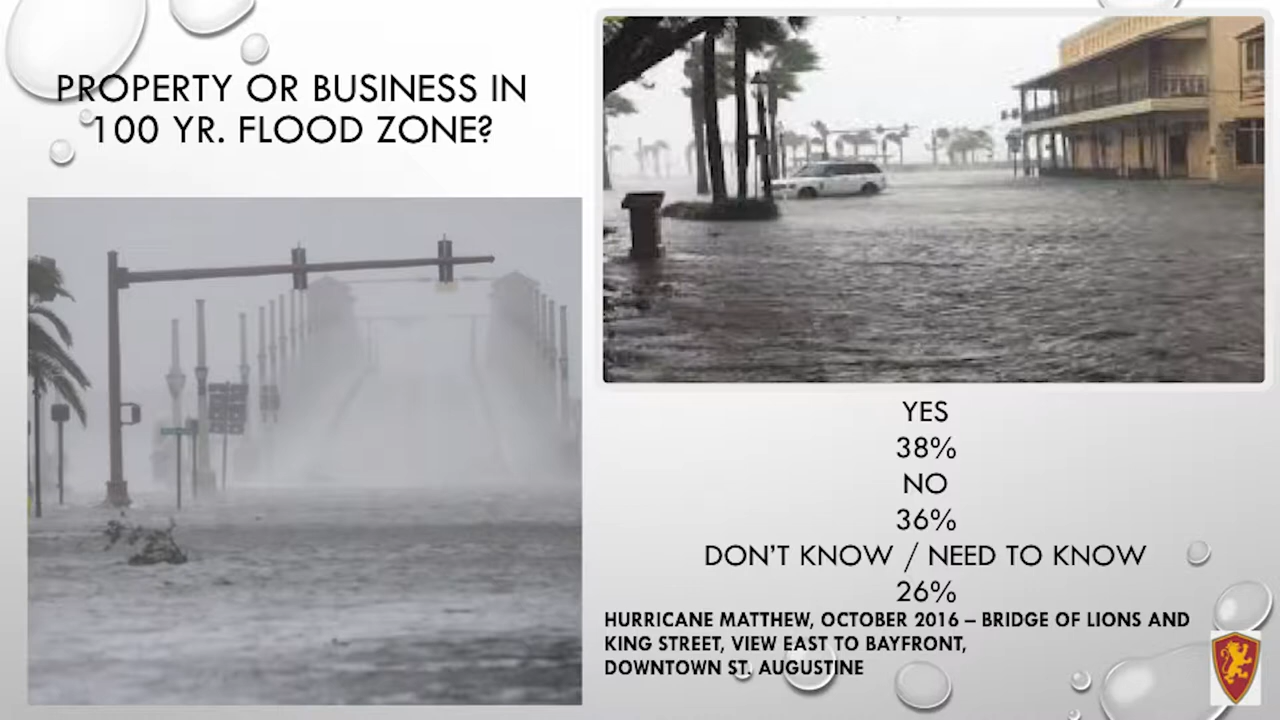 PROPERTY OR BUSINESS IN
100 YR. FLOOD ZONE?
YES
38%
NO
36%
DON'T KNOW / NEED TO KNOW
26%
HURRICANE MATTHEW, OCTOBER 2016 – BRIDGE OF LIONS AND
KING STREET, VIEW EAST TO BAYFRONT,
DOWNTOWN ST. AUGUSTINE